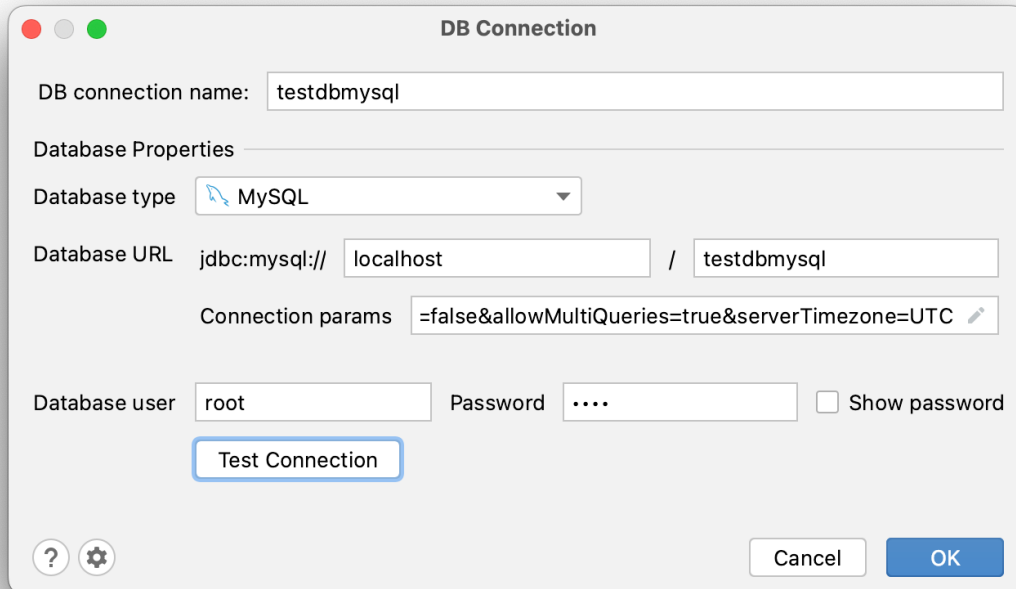 DB Connection
DB connection name: testdbmysql
Database Properties
Database type MySQL
Database URL jdbc:mysql:// localhost / testdbmysql
Connection params =false&allowMultiQueries=true&serverTimezone=UTC
Database user root Password •••• Show password
Test Connection
? Cancel OK